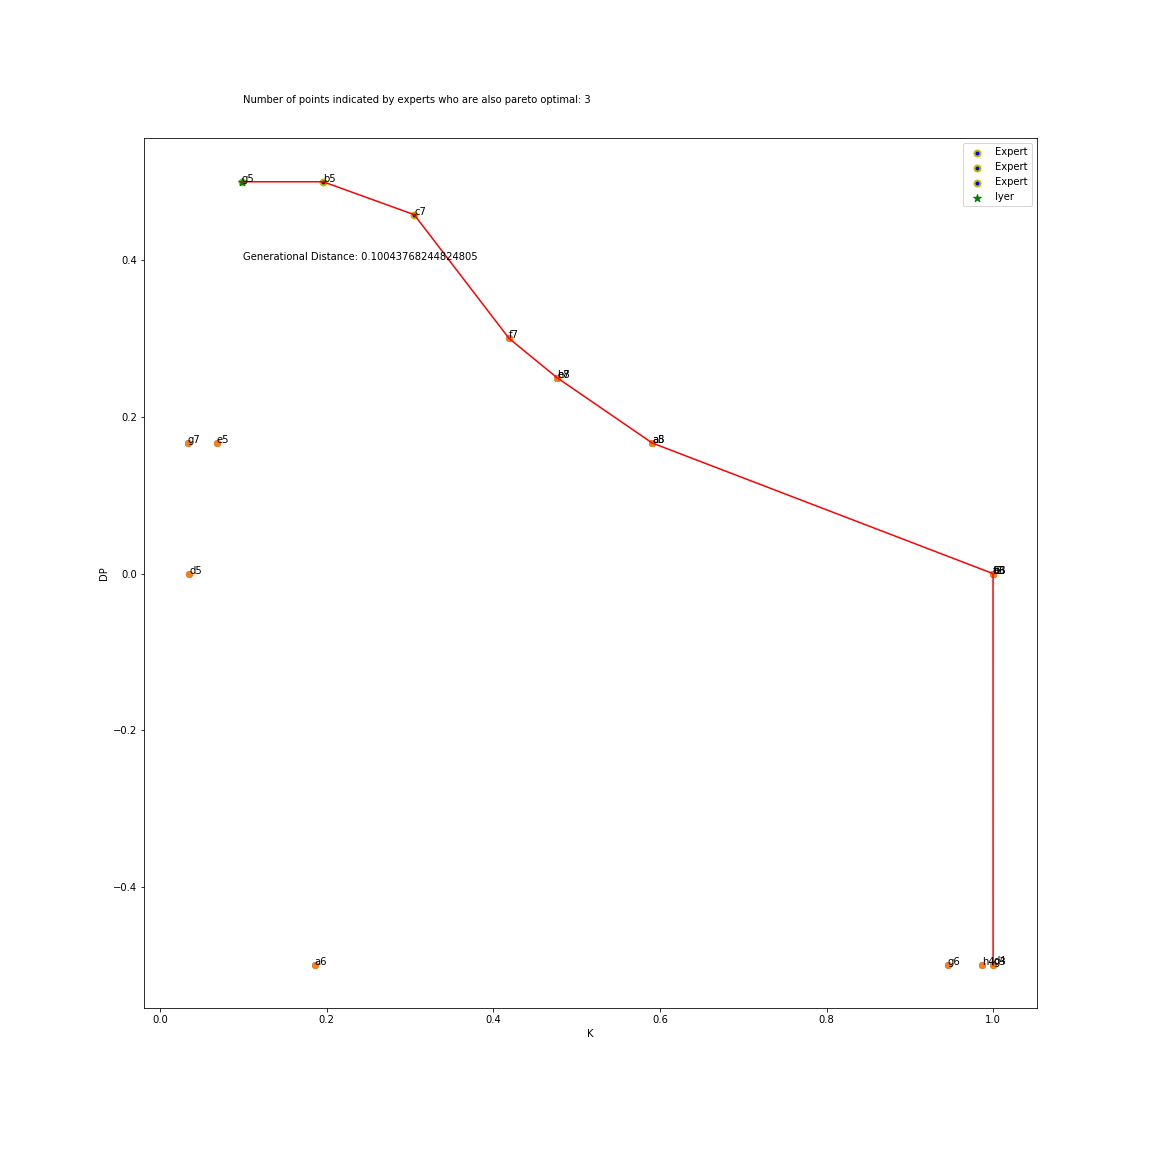 Number of points indicated by experts who are also pareto optimal: 3
Expert
Expert
Expert
Iyer
g5
b5
c7
Generational Distance: 0.10043768244824805
0.4
f7
0.2
g7
e5
DP
0.0
d5
−0.2
−0.4
a6
g6
0.0
0.2
0.4
0.6
0.8
1.0
K